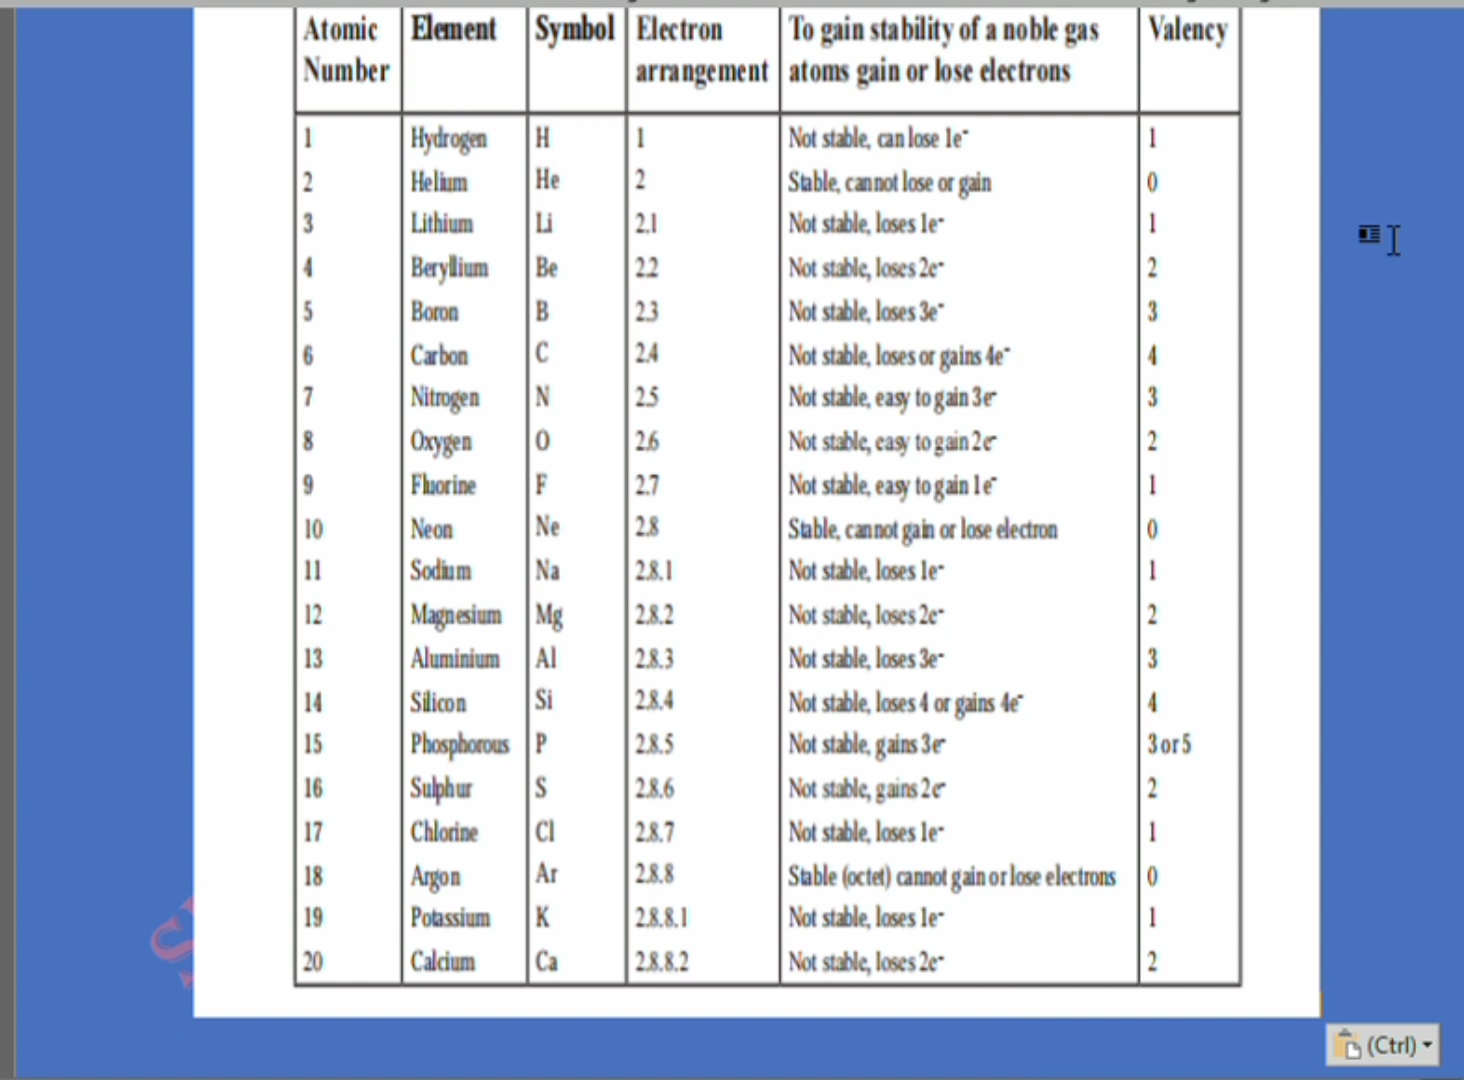 Atomic Number Element Symbol Electron arrangement To gain stability of a noble gas atoms gain or lose electrons Valency
1 Hydrogen H 1 Not stable, can lose 1e⁻ 1
2 Helium He 2 Stable, cannot lose or gain 0
3 Lithium Li 2.1 Not stable, loses 1e⁻ 1
4 Beryllium Be 2.2 Not stable, loses 2e⁻ 2
5 Boron B 2.3 Not stable, loses 3e⁻ 3
6 Carbon C 2.4 Not stable, loses or gains 4e⁻ 4
7 Nitrogen N 2.5 Not stable, easy to gain 3e⁻ 3
8 Oxygen O 2.6 Not stable, easy to gain 2e⁻ 2
9 Fluorine F 2.7 Not stable, easy to gain 1e⁻ 1
10 Neon Ne 2.8 Stable, cannot gain or lose electron 0
11 Sodium Na 2.8.1 Not stable, loses 1e⁻ 1
12 Magnesium Mg 2.8.2 Not stable, loses 2e⁻ 2
13 Aluminium Al 2.8.3 Not stable, loses 3e⁻ 3
14 Silicon Si 2.8.4 Not stable, loses 4 or gains 4e⁻ 4
15 Phosphorous P 2.8.5 Not stable, gains 3e⁻ 3 or 5
16 Sulphur S 2.8.6 Not stable, gains 2e⁻ 2
17 Chlorine Cl 2.8.7 Not stable, loses 1e⁻ 1
18 Argon Ar 2.8.8 Stable (octet) cannot gain or lose electrons 0
19 Potassium K 2.8.8.1 Not stable, loses 1e⁻ 1
20 Calcium Ca 2.8.8.2 Not stable, loses 2e⁻ 2
(Ctrl)